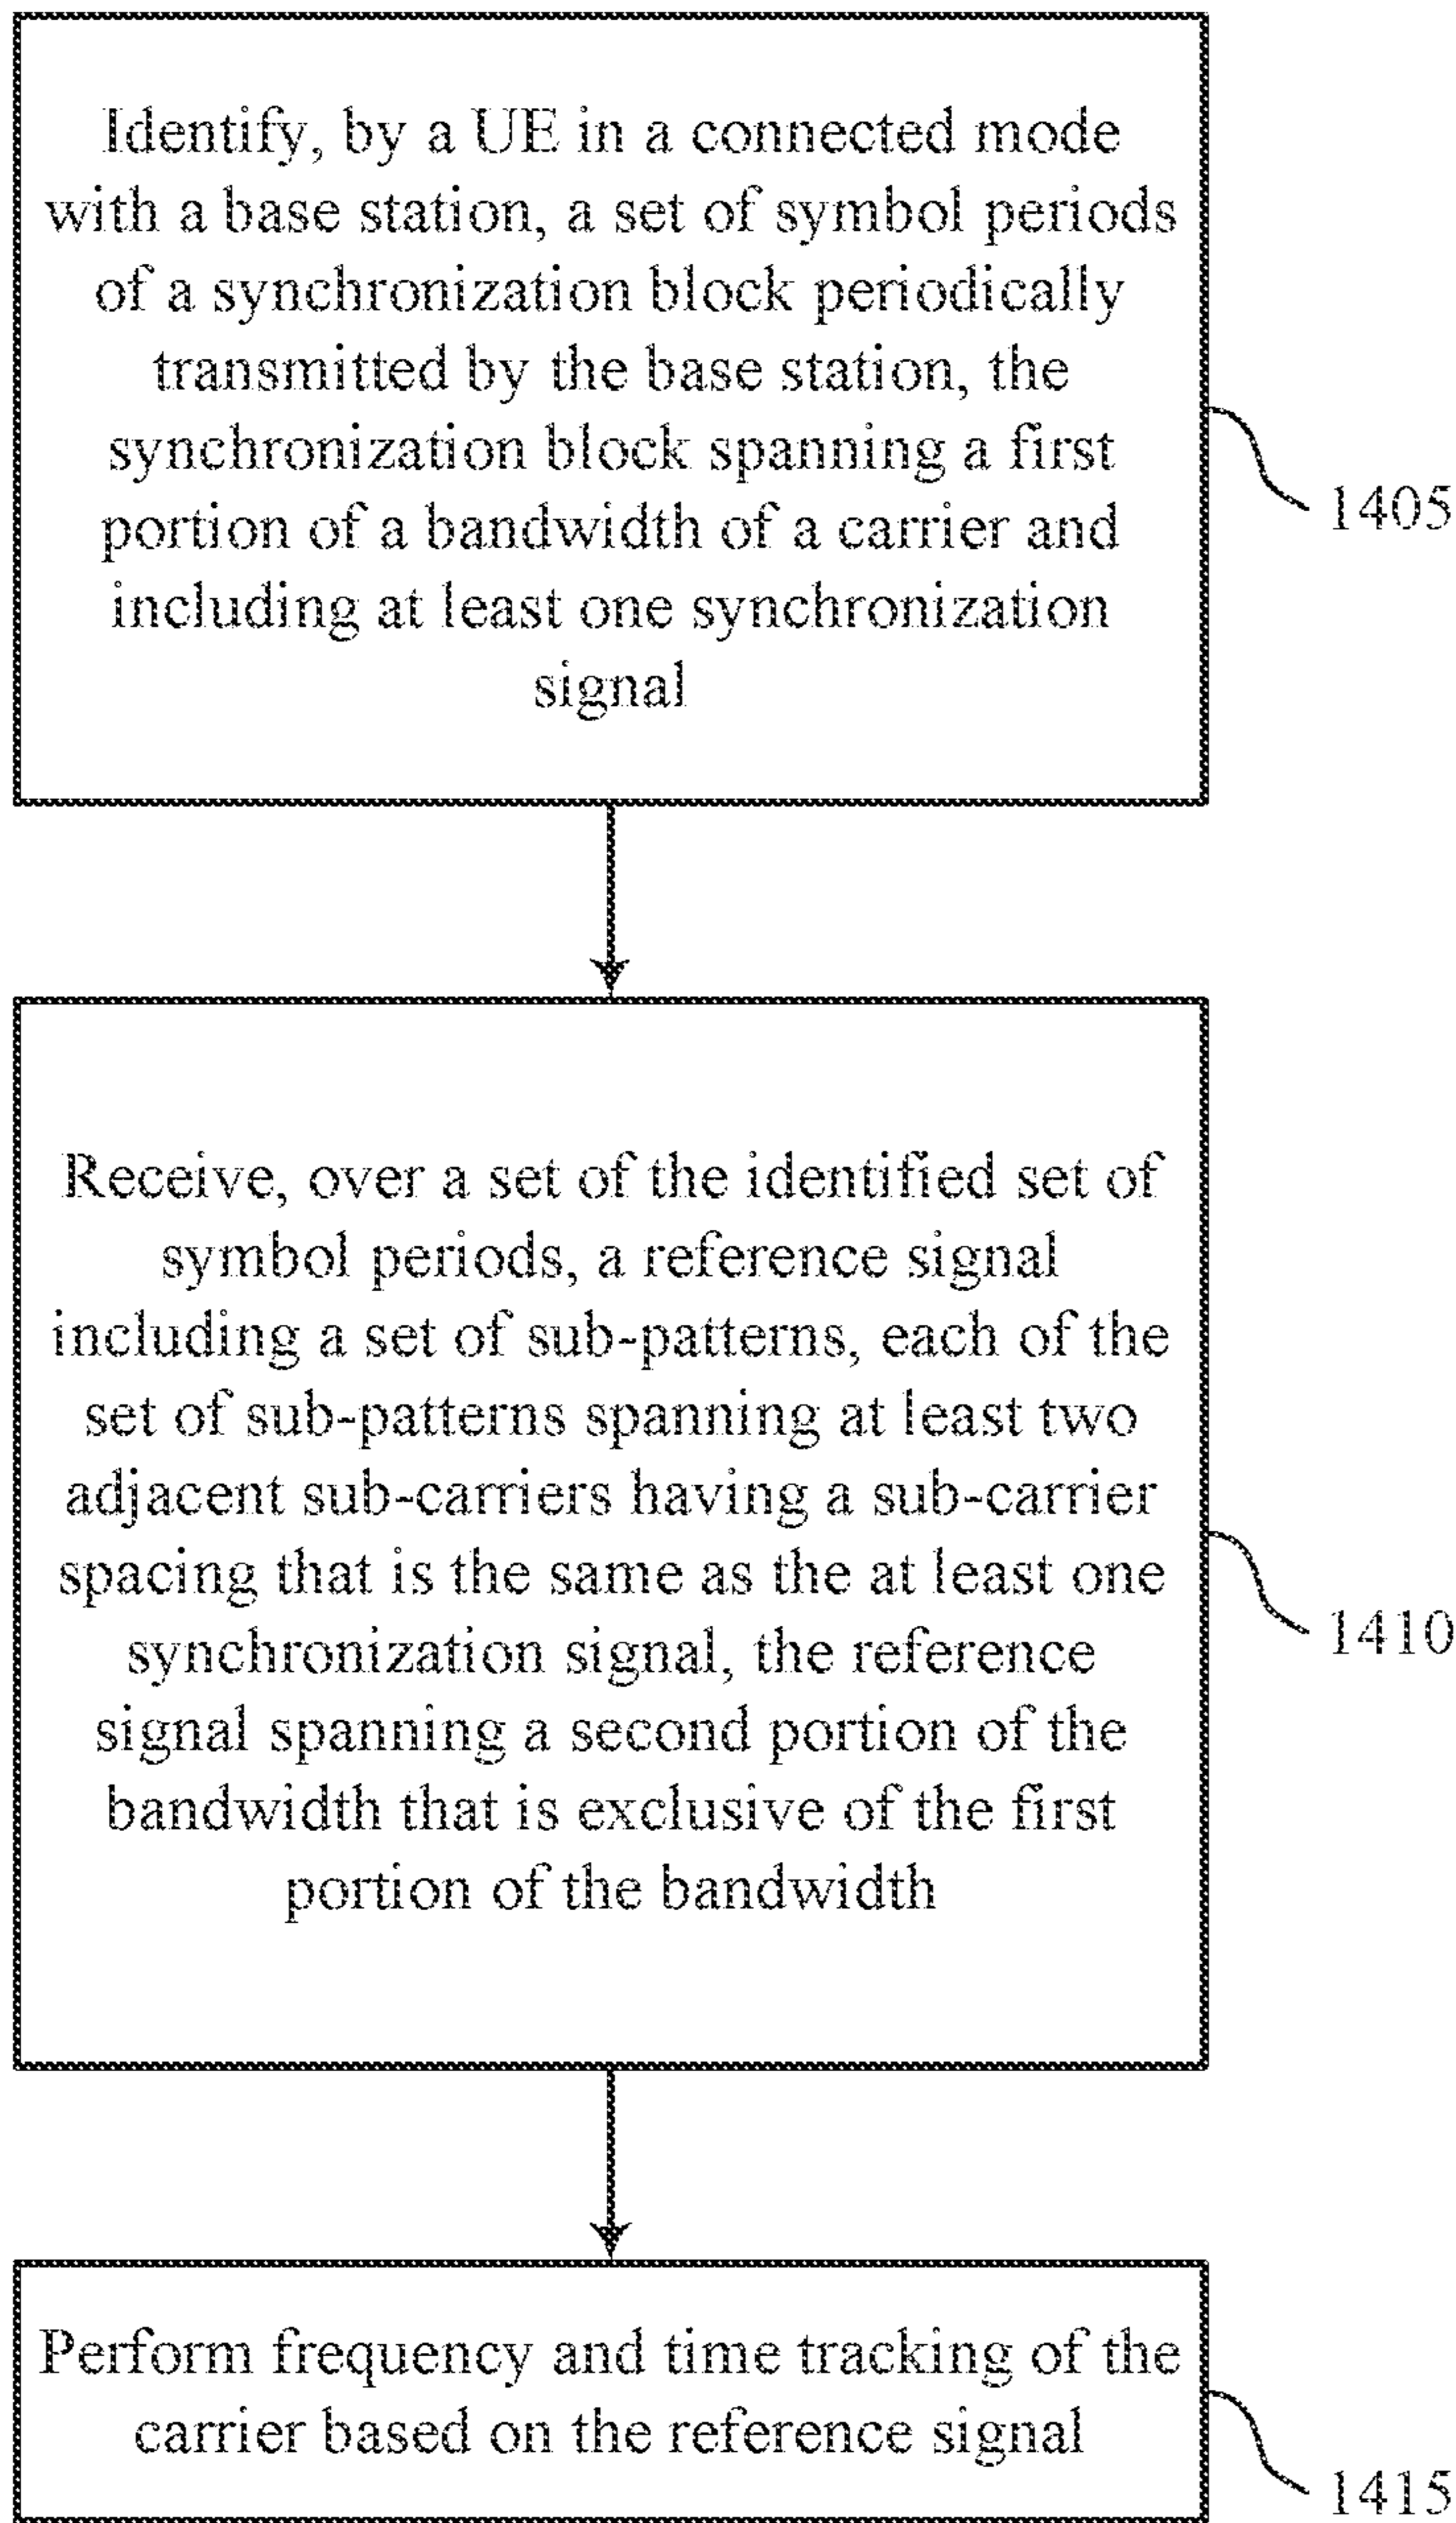 Identify, by a UE in a connected mode
with a base station, a set of symbol periods
of a synchronization block periodically
transmitted by the base station, the
synchronization block spanning a first
portion of a bandwidth of a carrier and
including at least one synchronization
signal
1405
Receive, over a set of the identified set of
symbol periods, a reference signal
including a set of sub-patterns, each of the
set of sub-patterns spanning at least two
adjacent sub-carriers having a sub-carrier
spacing that is the same as the at least one
synchronization signal, the reference
signal spanning a second portion of the
bandwidth that is exclusive of the first
portion of the bandwidth
1410
Perform frequency and time tracking of the
carrier based on the reference signal
1415